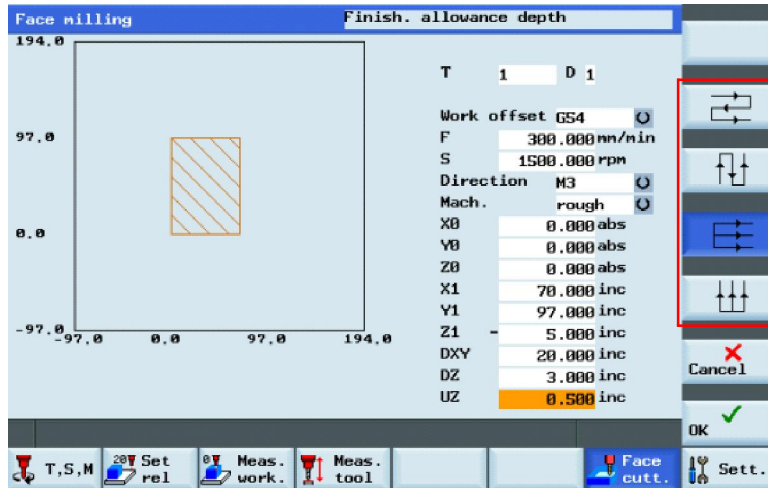 Face milling
Finish. allowance depth
194.0
97.0
0.0
-97.0
-97.0 0.0 97.0 194.0
T 1 D 1
Work offset G54
F 300.000 mm/min
S 1500.000 rpm
Direction M3
Mach. rough
X0 0.000 abs
Y0 0.000 abs
Z0 0.000 abs
X1 70.000 inc
Y1 97.000 inc
Z1 - 5.000 inc
DXY 20.000 inc
DZ 3.000 inc
UZ 0.500 inc
Cancel
OK
T,S,M
20 Set
rel
0 Meas.
work.
Meas.
tool
Face
cutt.
Sett.